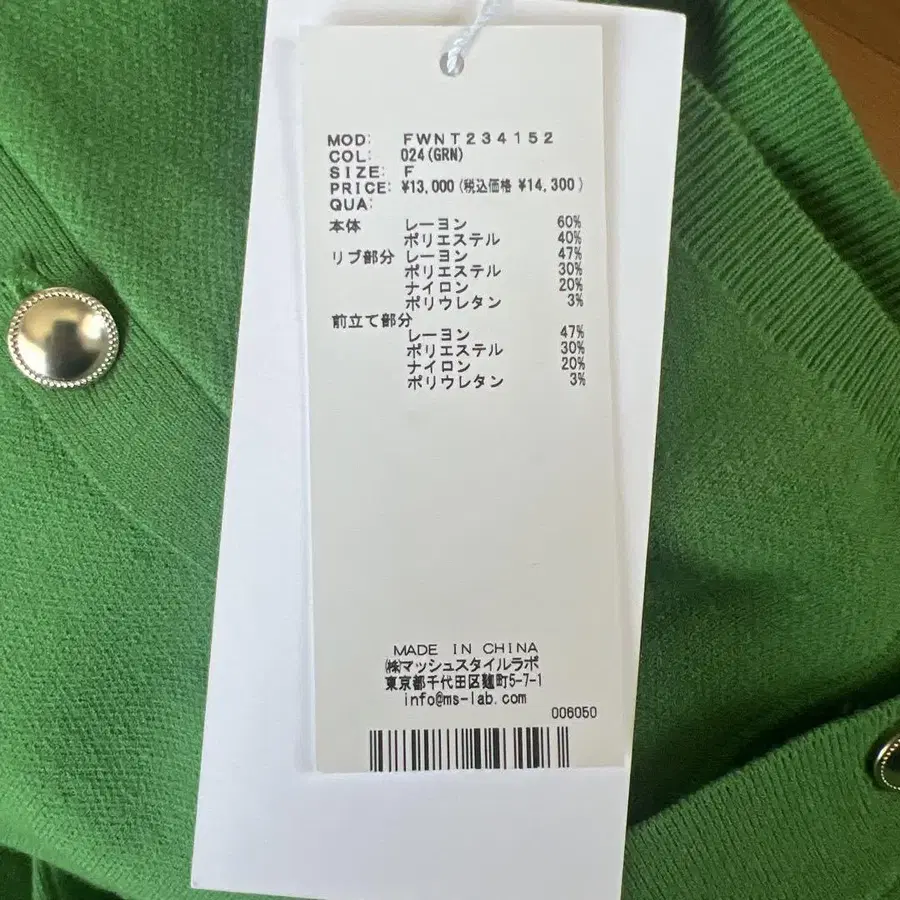 MOD: FWNT234152
COL: 024(GRN)
SIZE: F
PRICE: ¥13,000(税込価格 ¥14,300)
QUA:
本体 レーヨン 60%
ポリエステル 40%
リブ部分 レーヨン 47%
ポリエステル 30%
ナイロン 20%
ポリウレタン 3%
前立て部分
レーヨン 47%
ポリエステル 30%
ナイロン 20%
ポリウレタン 3%
MADE IN CHINA
㈱マッシュスタイルラボ
東京都千代田区麹町5-7-1
info@ms-lab.com
006050